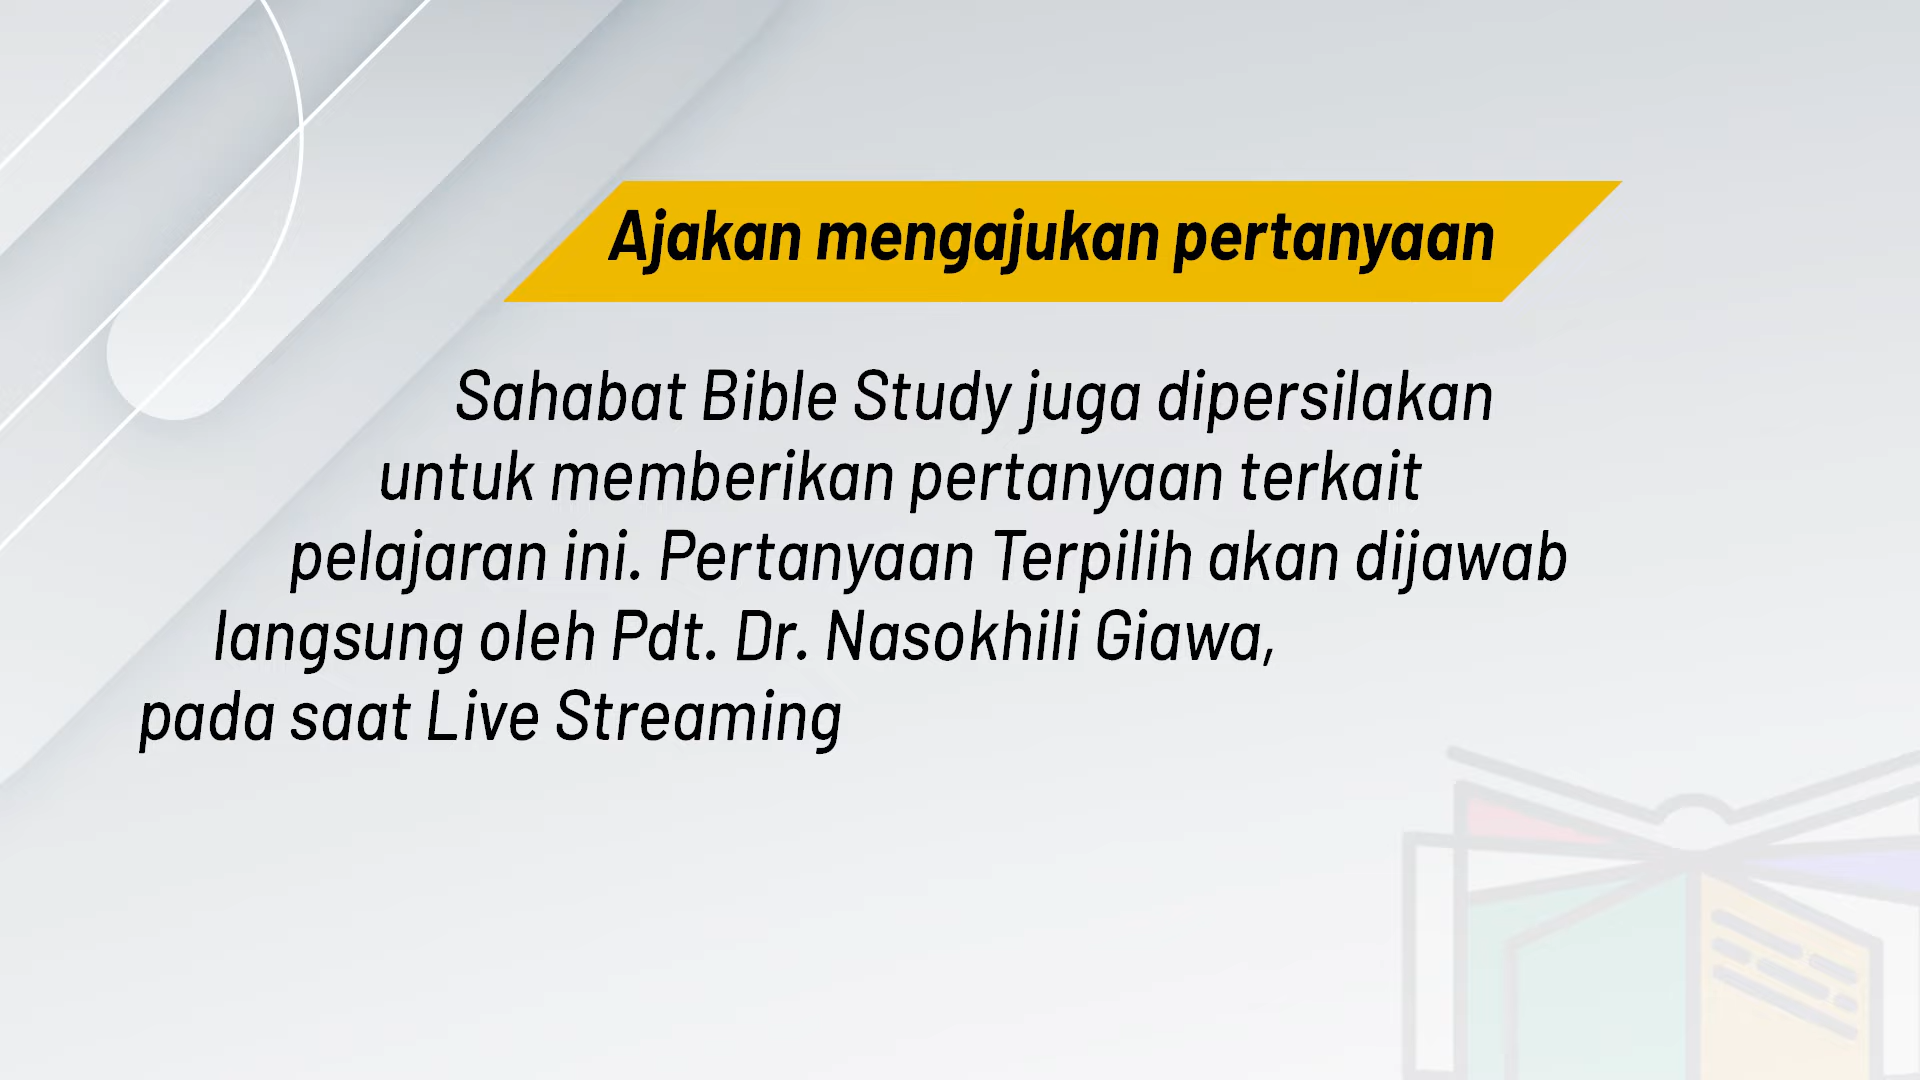 Ajakan mengajukan pertanyaan
Sahabat Bible Study juga dipersilakan
untuk memberikan pertanyaan terkait
pelajaran ini. Pertanyaan Terpilih akan dijawab
langsung oleh Pdt. Dr. Nasokhili Giawa,
pada saat Live Streaming